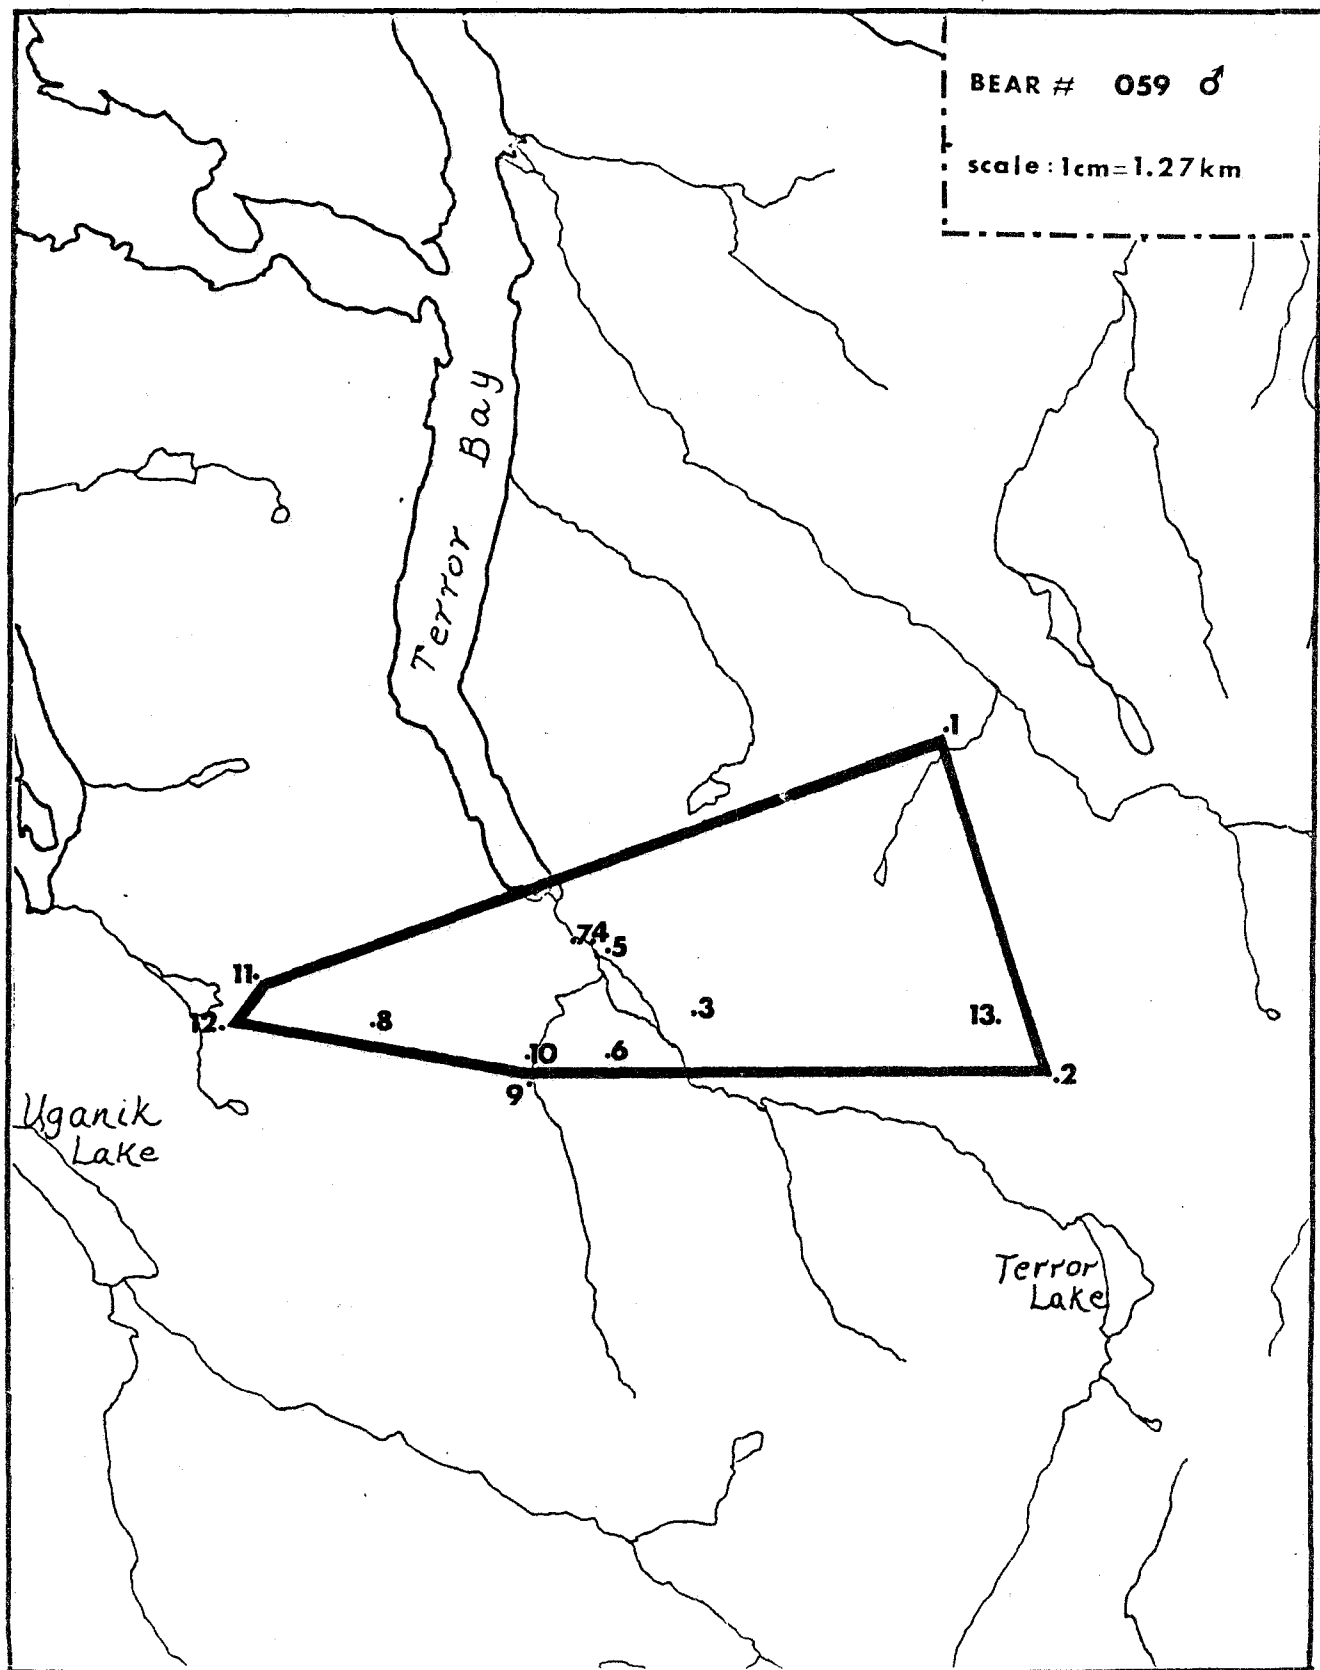 BEAR # 059 ♂
scale: 1cm=1.27km
Terror Bay
.1
.7.4
.5
11.
12.
.8
.3
13.
.10
.6
.2
9.
Uganik
Lake
Terror
Lake